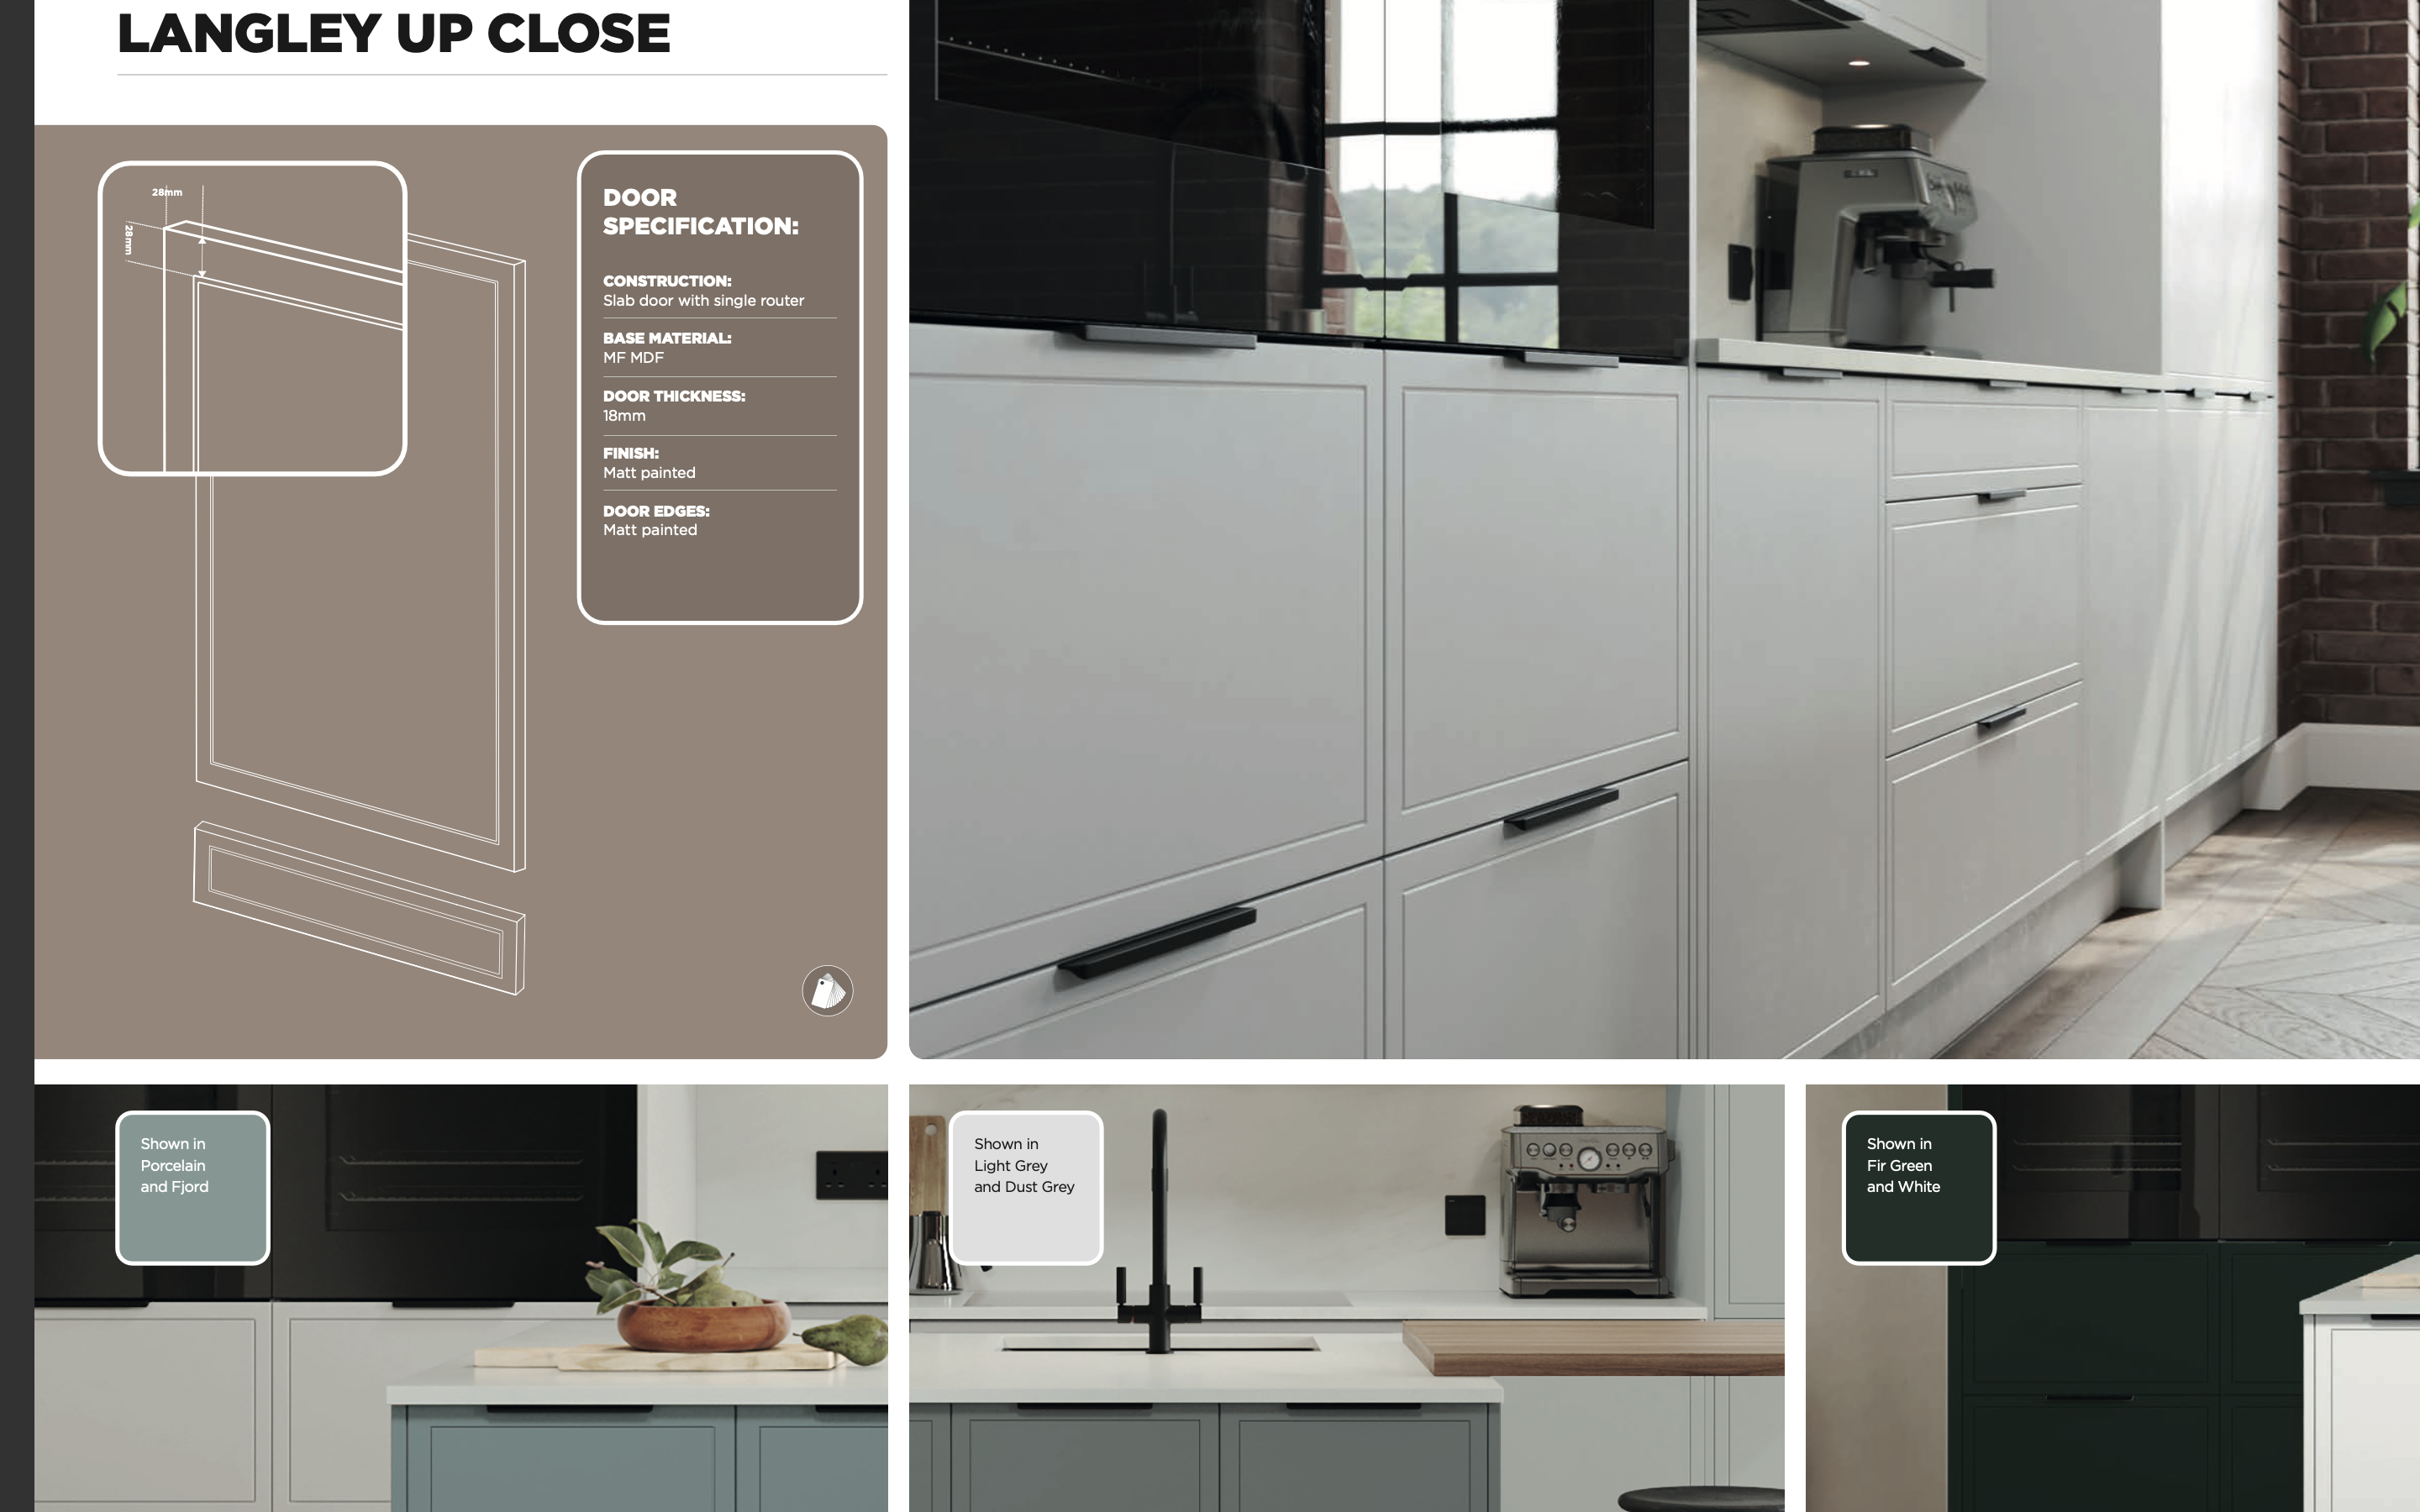 LANGLEY UP CLOSE
28mm
28mm
DOOR
SPECIFICATION:
CONSTRUCTION:
Slab door with single router
BASE MATERIAL:
MF MDF
DOOR THICKNESS:
18mm
FINISH:
Matt painted
DOOR EDGES:
Matt painted
Shown in
Porcelain
and Fjord
Shown in
Light Grey
and Dust Grey
Shown in
Fir Green
and White